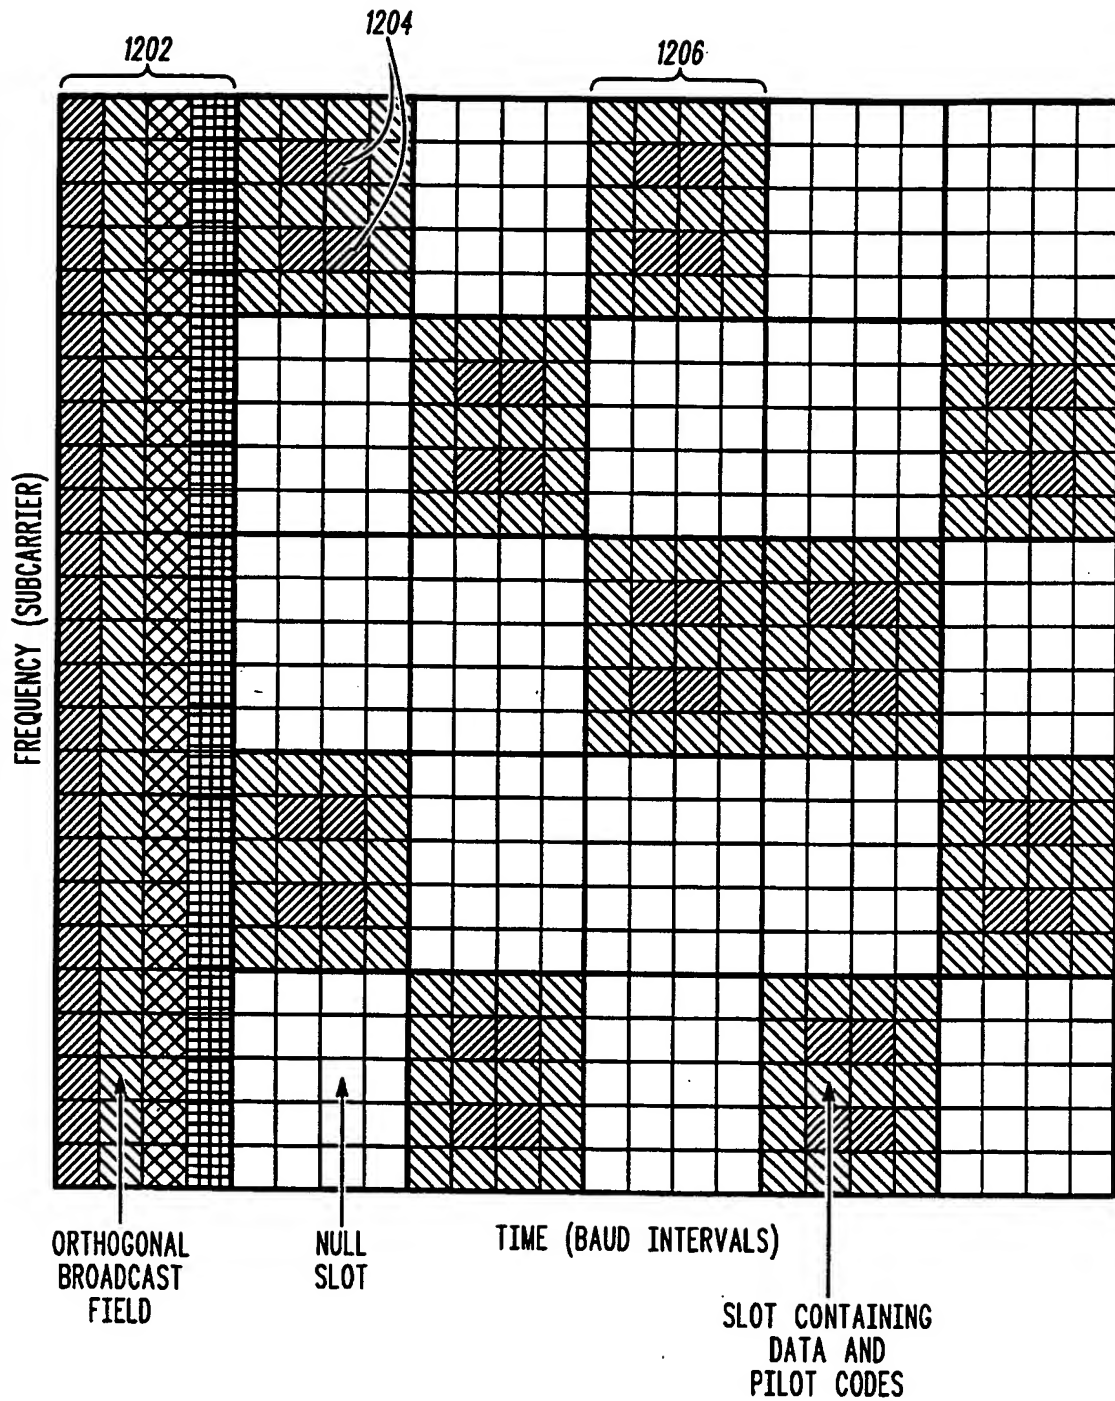 1202
1204
1206
FREQUENCY (SUBCARRIER)
ORTHOGONAL
BROADCAST
FIELD
NULL
SLOT
TIME (BAUD INTERVALS)
SLOT CONTAINING
DATA AND
PILOT CODES